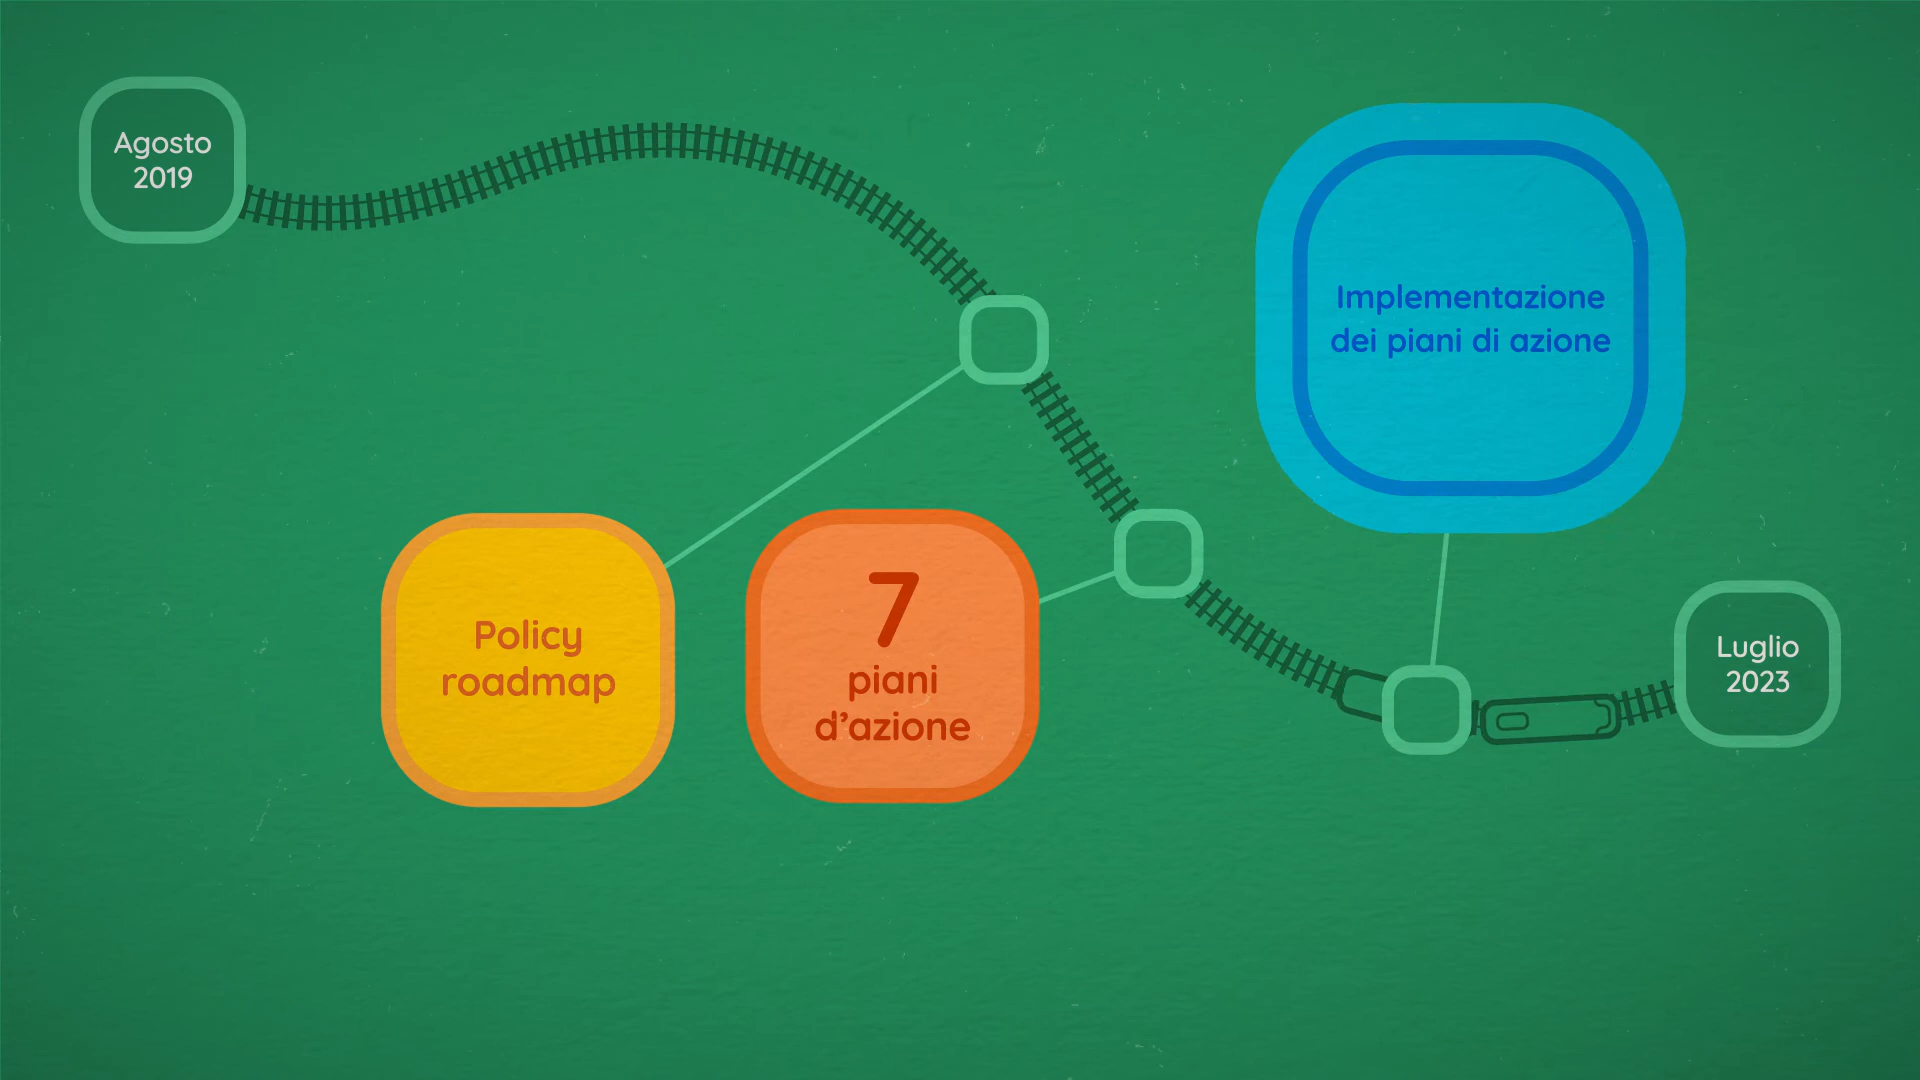 Agosto
2019
Implementazione
dei piani di azione
Policy
roadmap
7
piani
d’azione
Luglio
2023